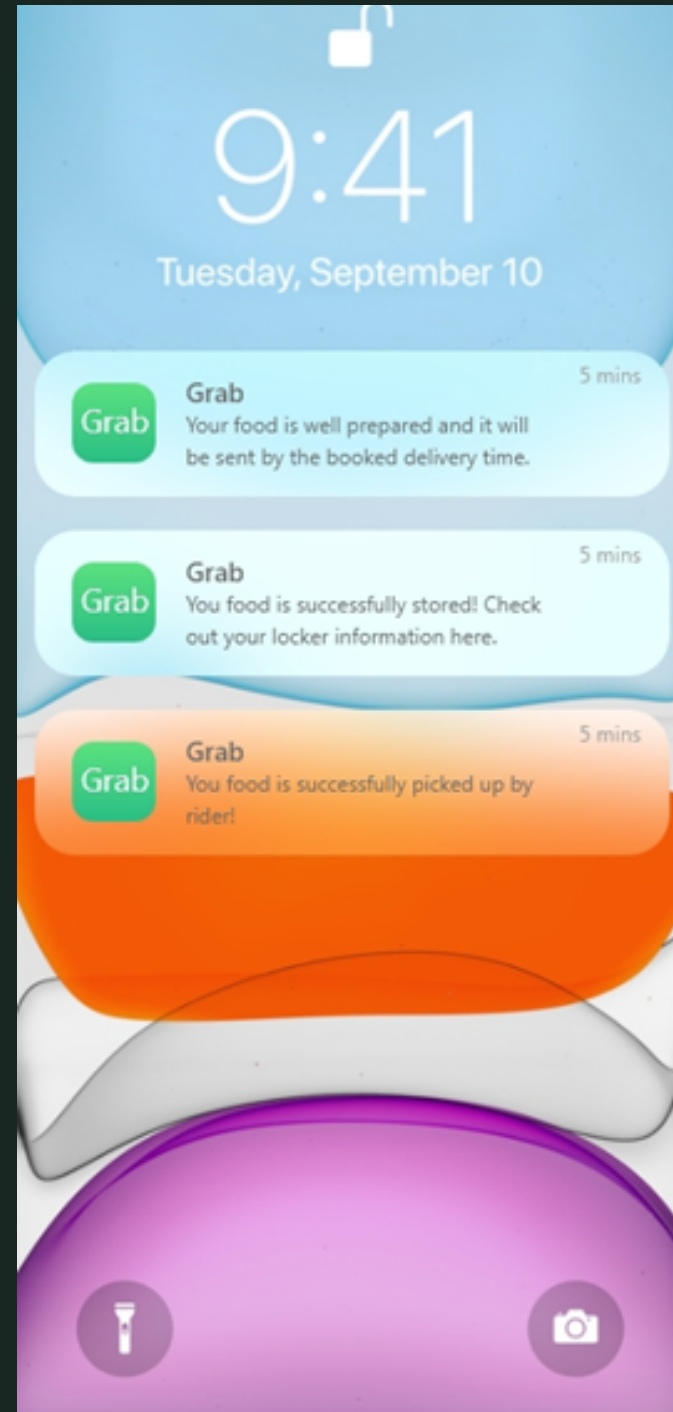 9:41
Tuesday, September 10
5 mins
Grab
Grab
Your food is well prepared and it will
be sent by the booked delivery time.
5 mins
Grab
Grab
You food is successfully stored! Check
out your locker information here.
5 mins
Grab
Grab
You food is successfully picked up by
rider!